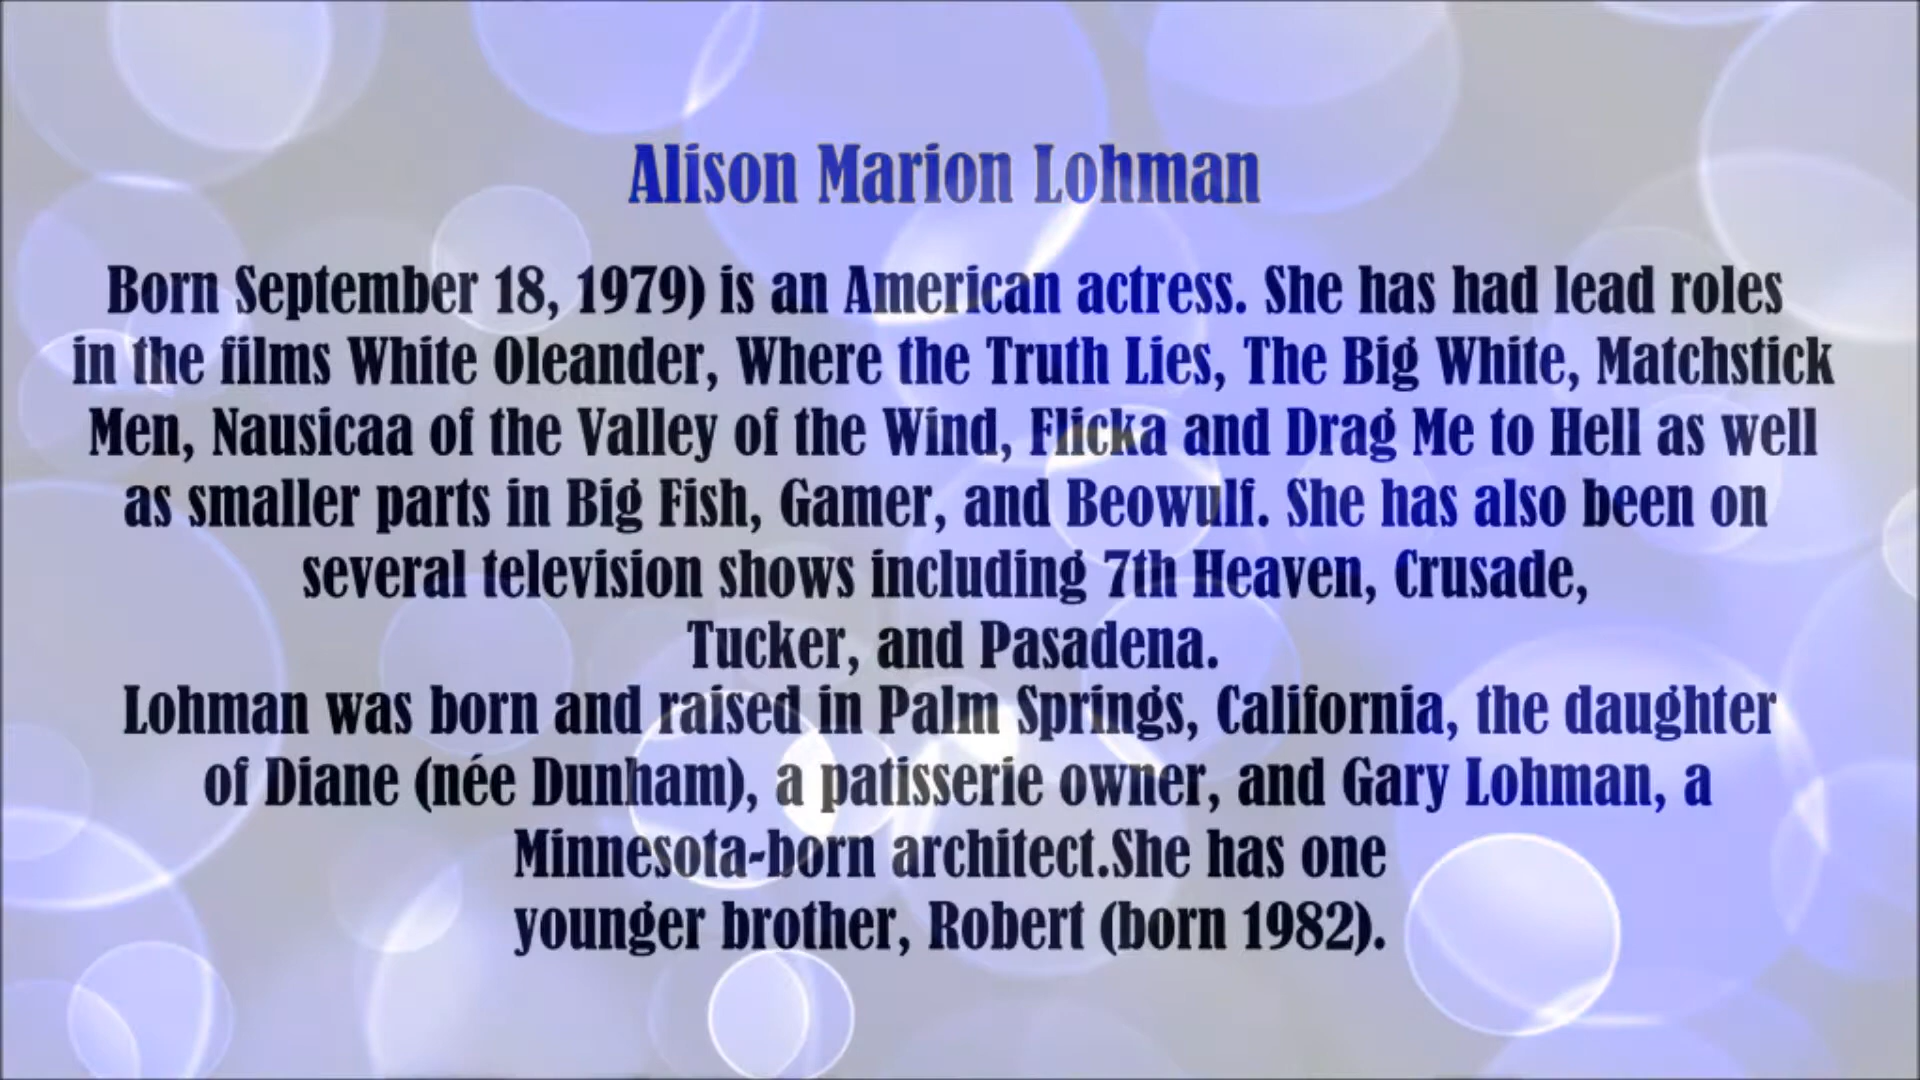 Alison Marion Lohman
Born September 18, 1979) is an American actress. She has had lead roles
in the films White Oleander, Where the Truth Lies, The Big White, Matchstick
Men, Nausicaa of the Valley of the Wind, Flicka and Drag Me to Hell as well
as smaller parts in Big Fish, Gamer, and Beowulf. She has also been on
several television shows including 7th Heaven, Crusade,
Tucker, and Pasadena.
Lohman was born and raised in Palm Springs, California, the daughter
of Diane (née Dunham), a patisserie owner, and Gary Lohman, a
Minnesota-born architect.She has one
younger brother, Robert (born 1982).